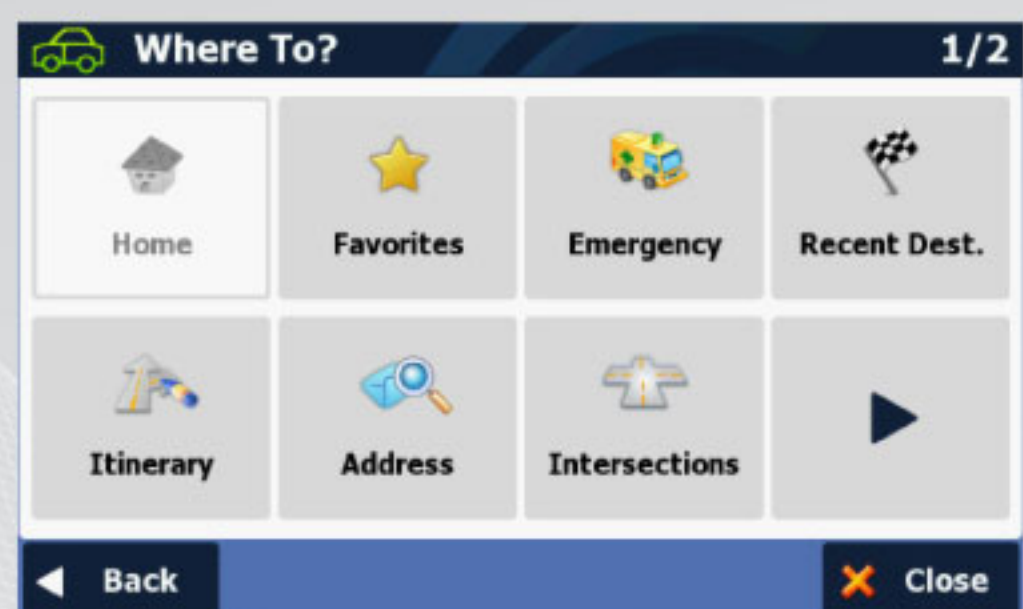 Where To? 1/2
Home Favorites Emergency Recent Dest.
Itinerary Address Intersections
Back Close